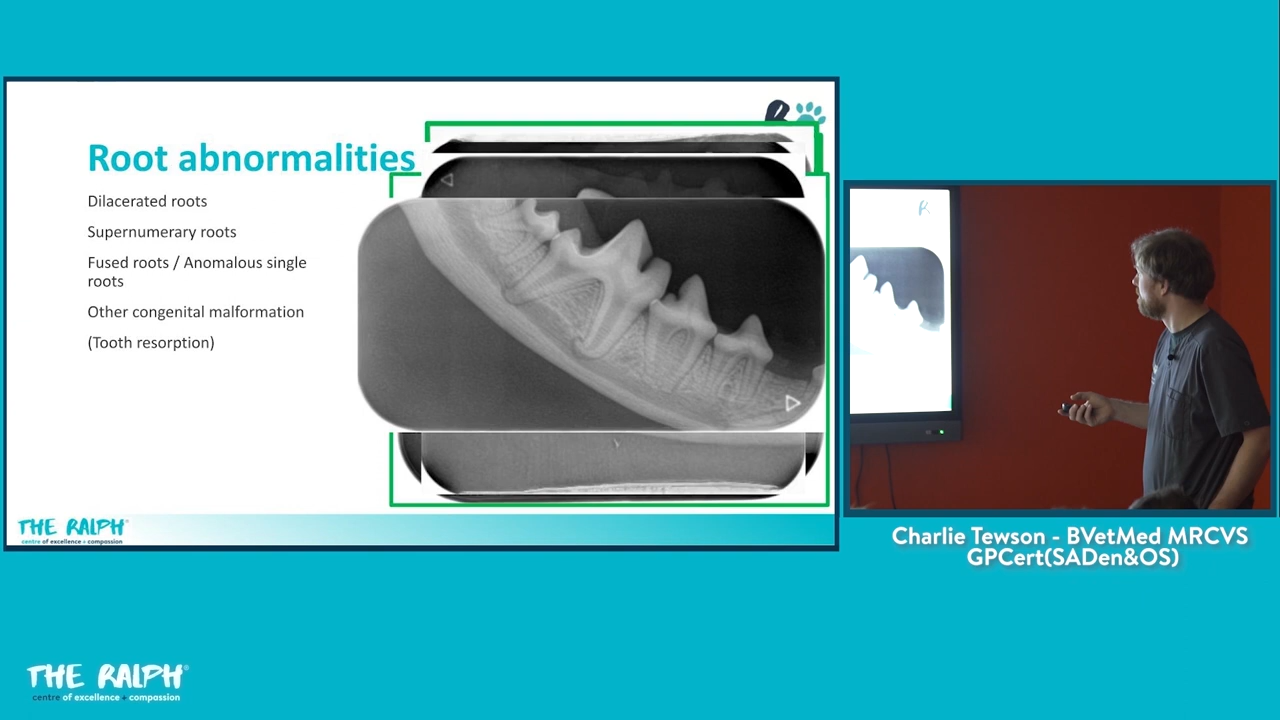 Root abnormalities
Dilacerated roots
Supernumerary roots
Fused roots / Anomalous single
roots
Other congenital malformation
(Tooth resorption)
THE RALPH®
centre of excellence + compassion
R
Charlie Tewson - BVetMed MRCVS
GPCert(SADen&OS)
THE RALPH®
centre of excellence + compassion